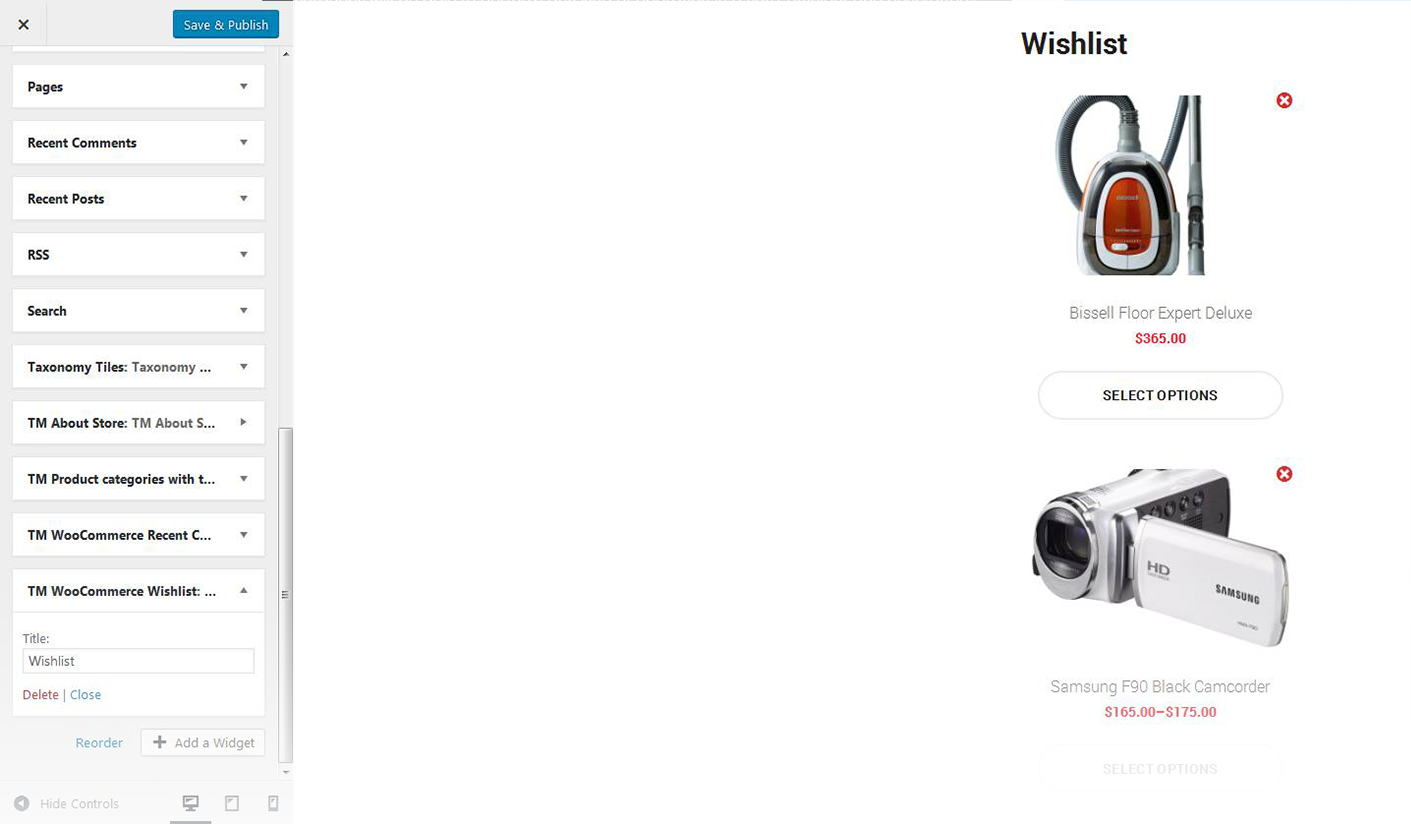 Save & Publish
Pages
Recent Comments
Recent Posts
RSS
Search
Taxonomy Tiles: Taxonomy ...
TM About Store: TM About S...
TM Product categories with t...
TM WooCommerce Recent C...
TM WooCommerce Wishlist: ...
Title:
Wishlist
Delete | Close
Reorder
Add a Widget
Hide Controls
Wishlist
Bissell Floor Expert Deluxe
$365.00
SELECT OPTIONS
HD
SAMSUNG
Samsung F90 Black Camcorder
$165.00–$175.00
SELECT OPTIONS